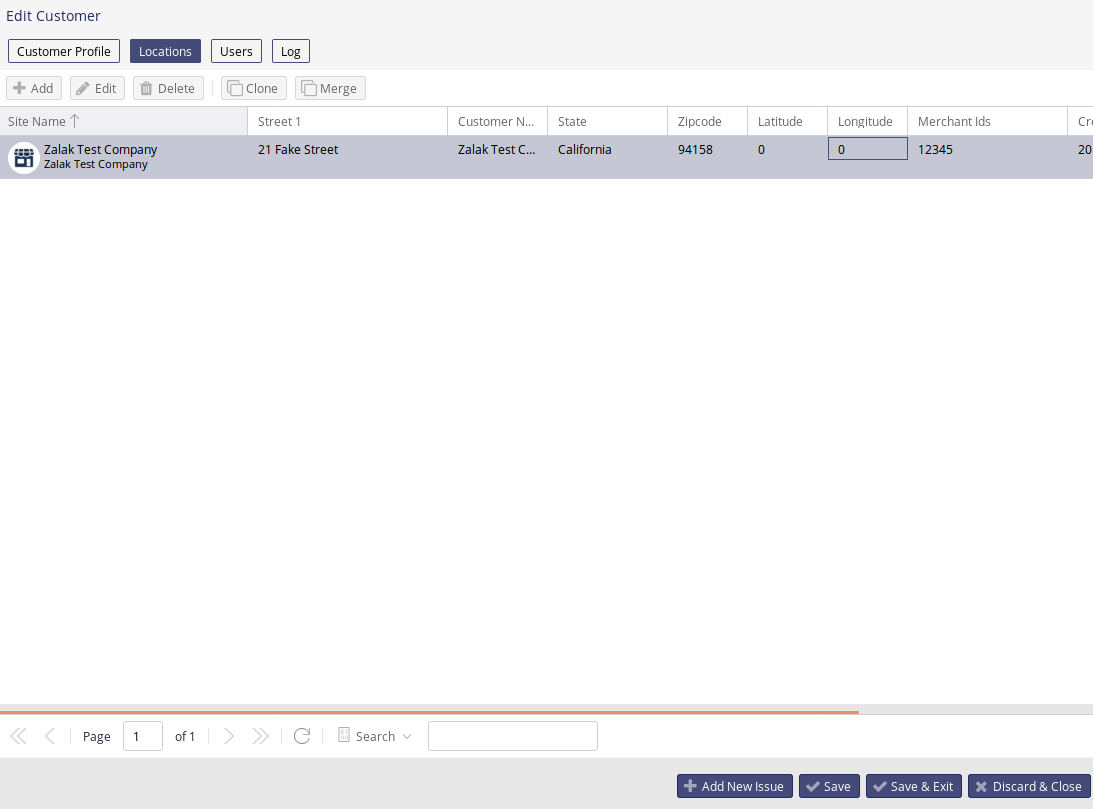 Edit Customer
Customer Profile Locations Users Log
Add Edit Delete Clone Merge
Site Name Street 1 Customer N... State Zipcode Latitude Longitude Merchant Ids Cre
Zalak Test Company 21 Fake Street Zalak Test C... California 94158 0 0 12345 20
Zalak Test Company
Page 1 of 1 Search
Add New Issue Save Save & Exit Discard & Close